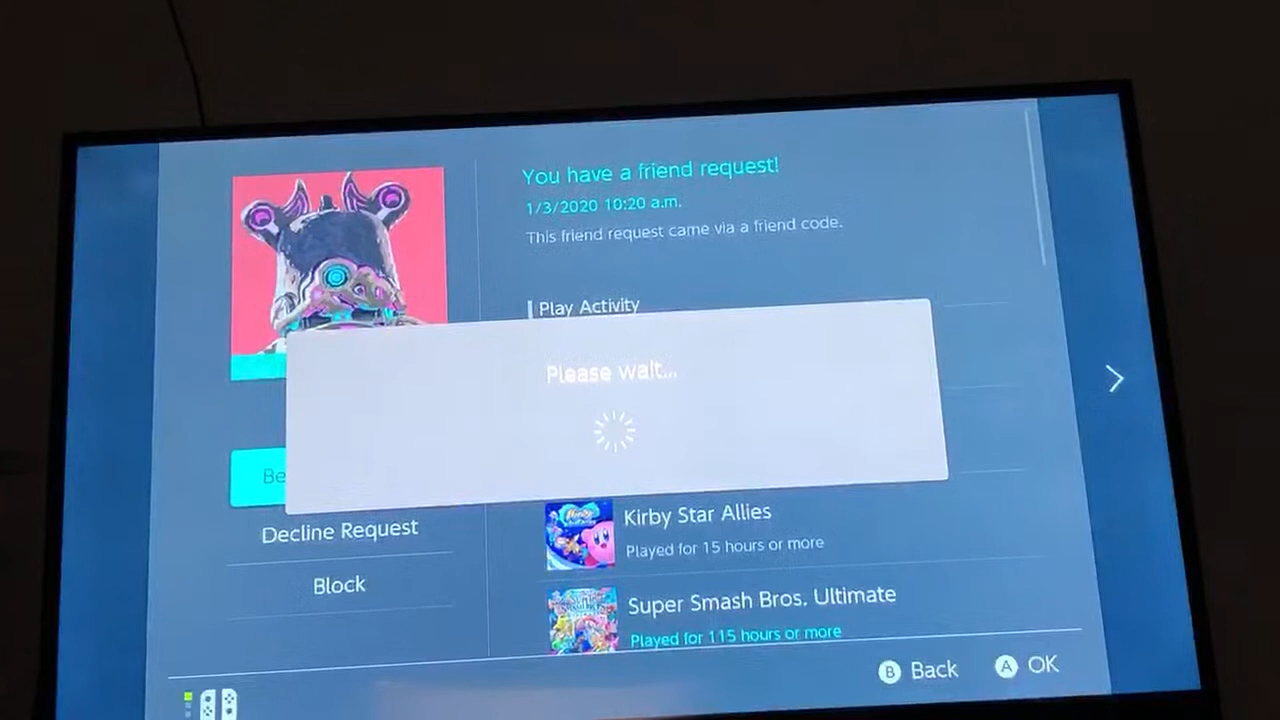 You have a friend request!
1/3/2020 10:20 a.m.
This friend request came via a friend code.
Play Activity
Please wait...
Be
Decline Request
Block
Kirby Star Allies
Played for 15 hours or more
Super Smash Bros. Ultimate
Played for 115 hours or more
B Back
A OK